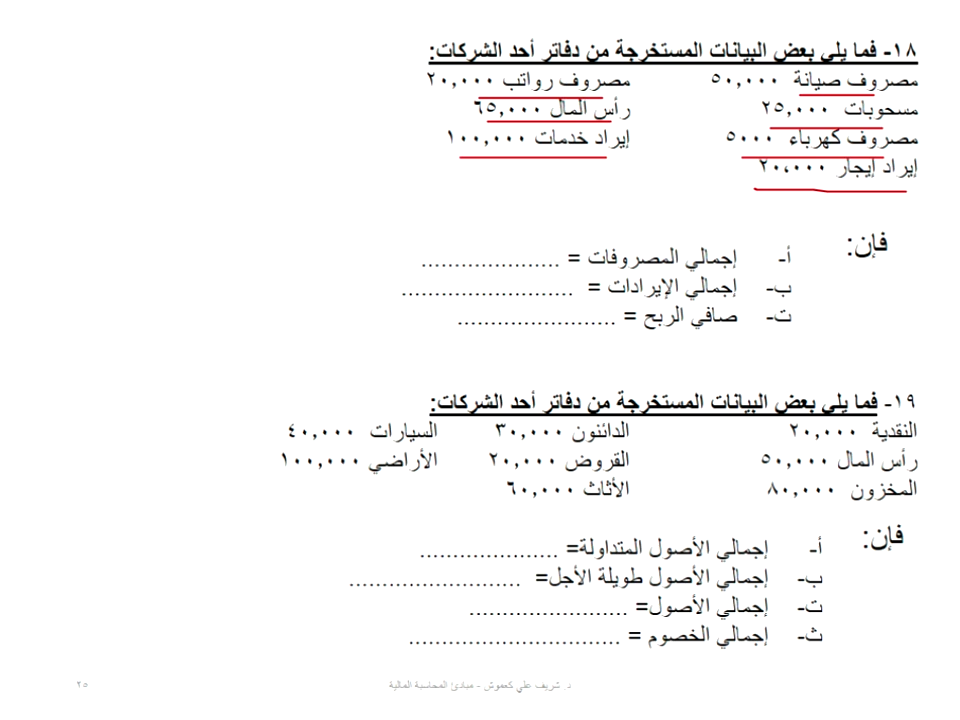 ١٨- فما يلي بعض البيانات المستخرجة من دفاتر أحد الشركات:
مصروف صيانة ٥٠,٠٠٠ مصروف رواتب ٢٠,٠٠٠
مسحوبات ٢٥,٠٠٠ رأس المال ٦٥,٠٠٠
مصروف كهرباء ٥٠٠٠ إيراد خدمات ١٠٠,٠٠٠
إيراد إيجار ٢٠،٠٠٠
فإن:
أ- إجمالي المصروفات = .....................
ب- إجمالي الإيرادات = ..........................
ت- صافي الربح = ........................
١٩- فما يلي بعض البيانات المستخرجة من دفاتر أحد الشركات:
النقدية ٢٠,٠٠٠ الدائنون ٣٠,٠٠٠ السيارات ٤٠,٠٠٠
رأس المال ٥٠,٠٠٠ القروض ٢٠,٠٠٠ الأراضي ١٠٠,٠٠٠
المخزون ٨٠,٠٠٠ الأثاث ٦٠,٠٠٠
فإن:
أ- إجمالي الأصول المتداولة= .....................
ب- إجمالي الأصول طويلة الأجل= ..........................
ت- إجمالي الأصول= ........................
ث- إجمالي الخصوم = ................................
د. شريف علي كعموش - مبادئ المحاسبة المالية
٢٥